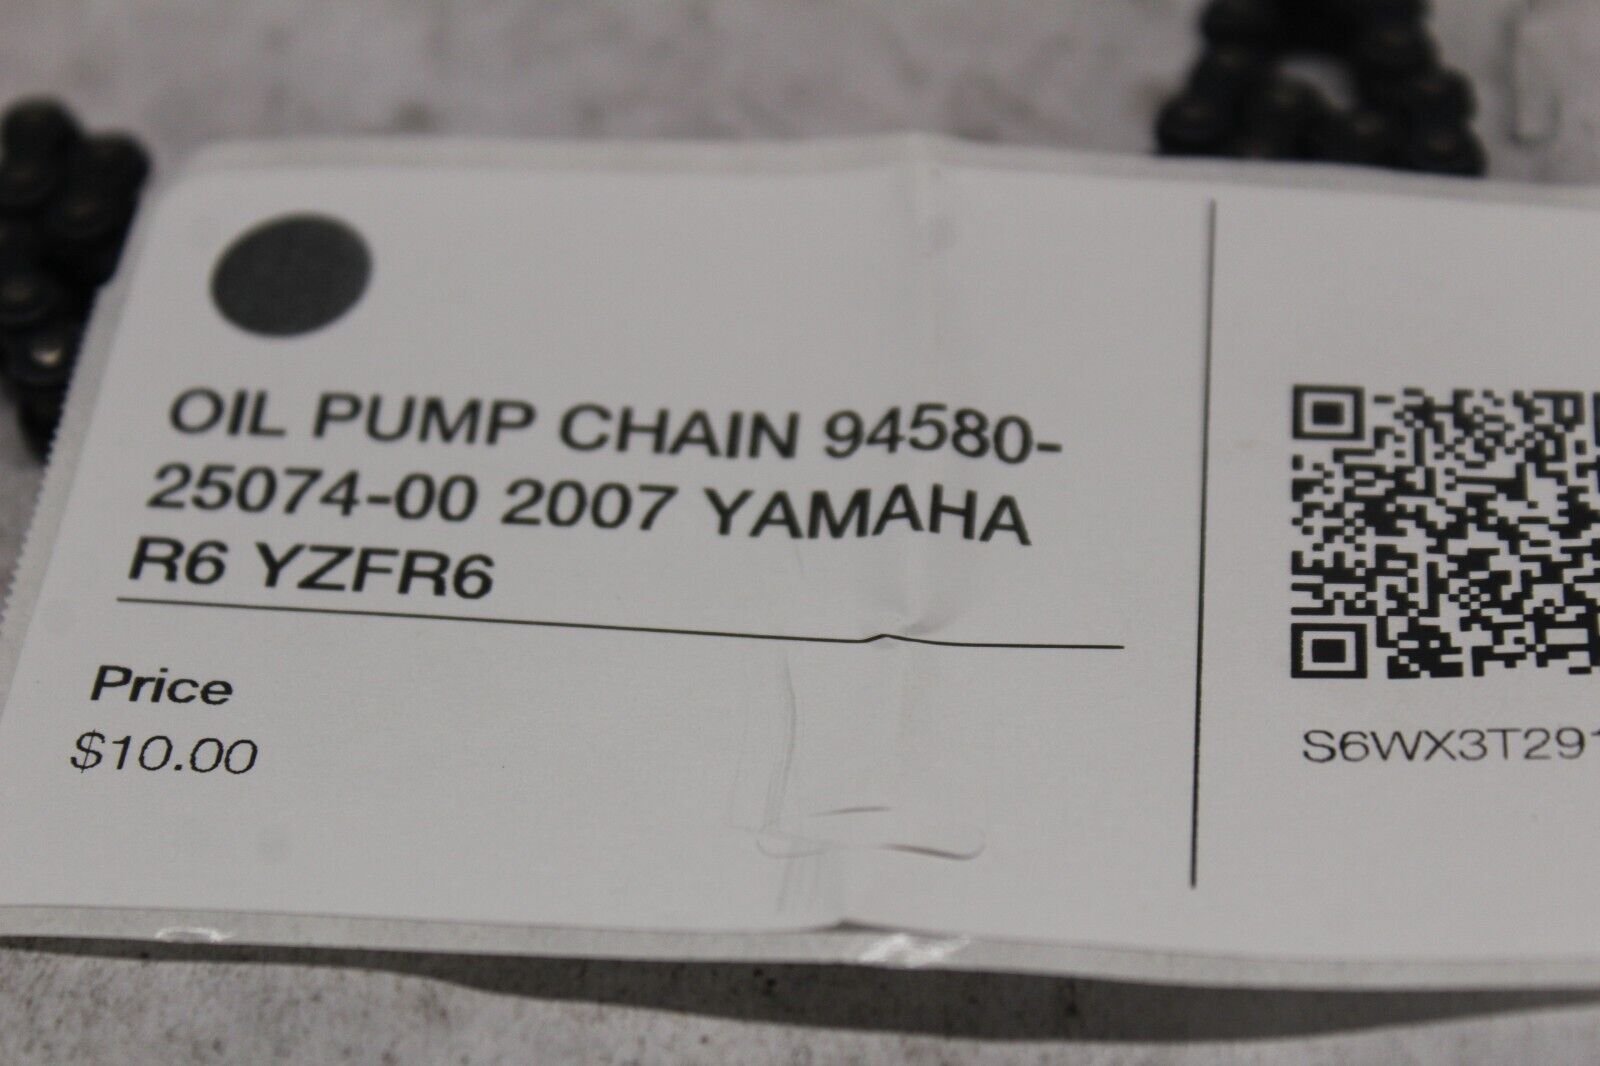 OIL PUMP CHAIN 94580-
25074-00 2007 YAMAHA
R6 YZFR6
Price
$10.00
S6WX3T291